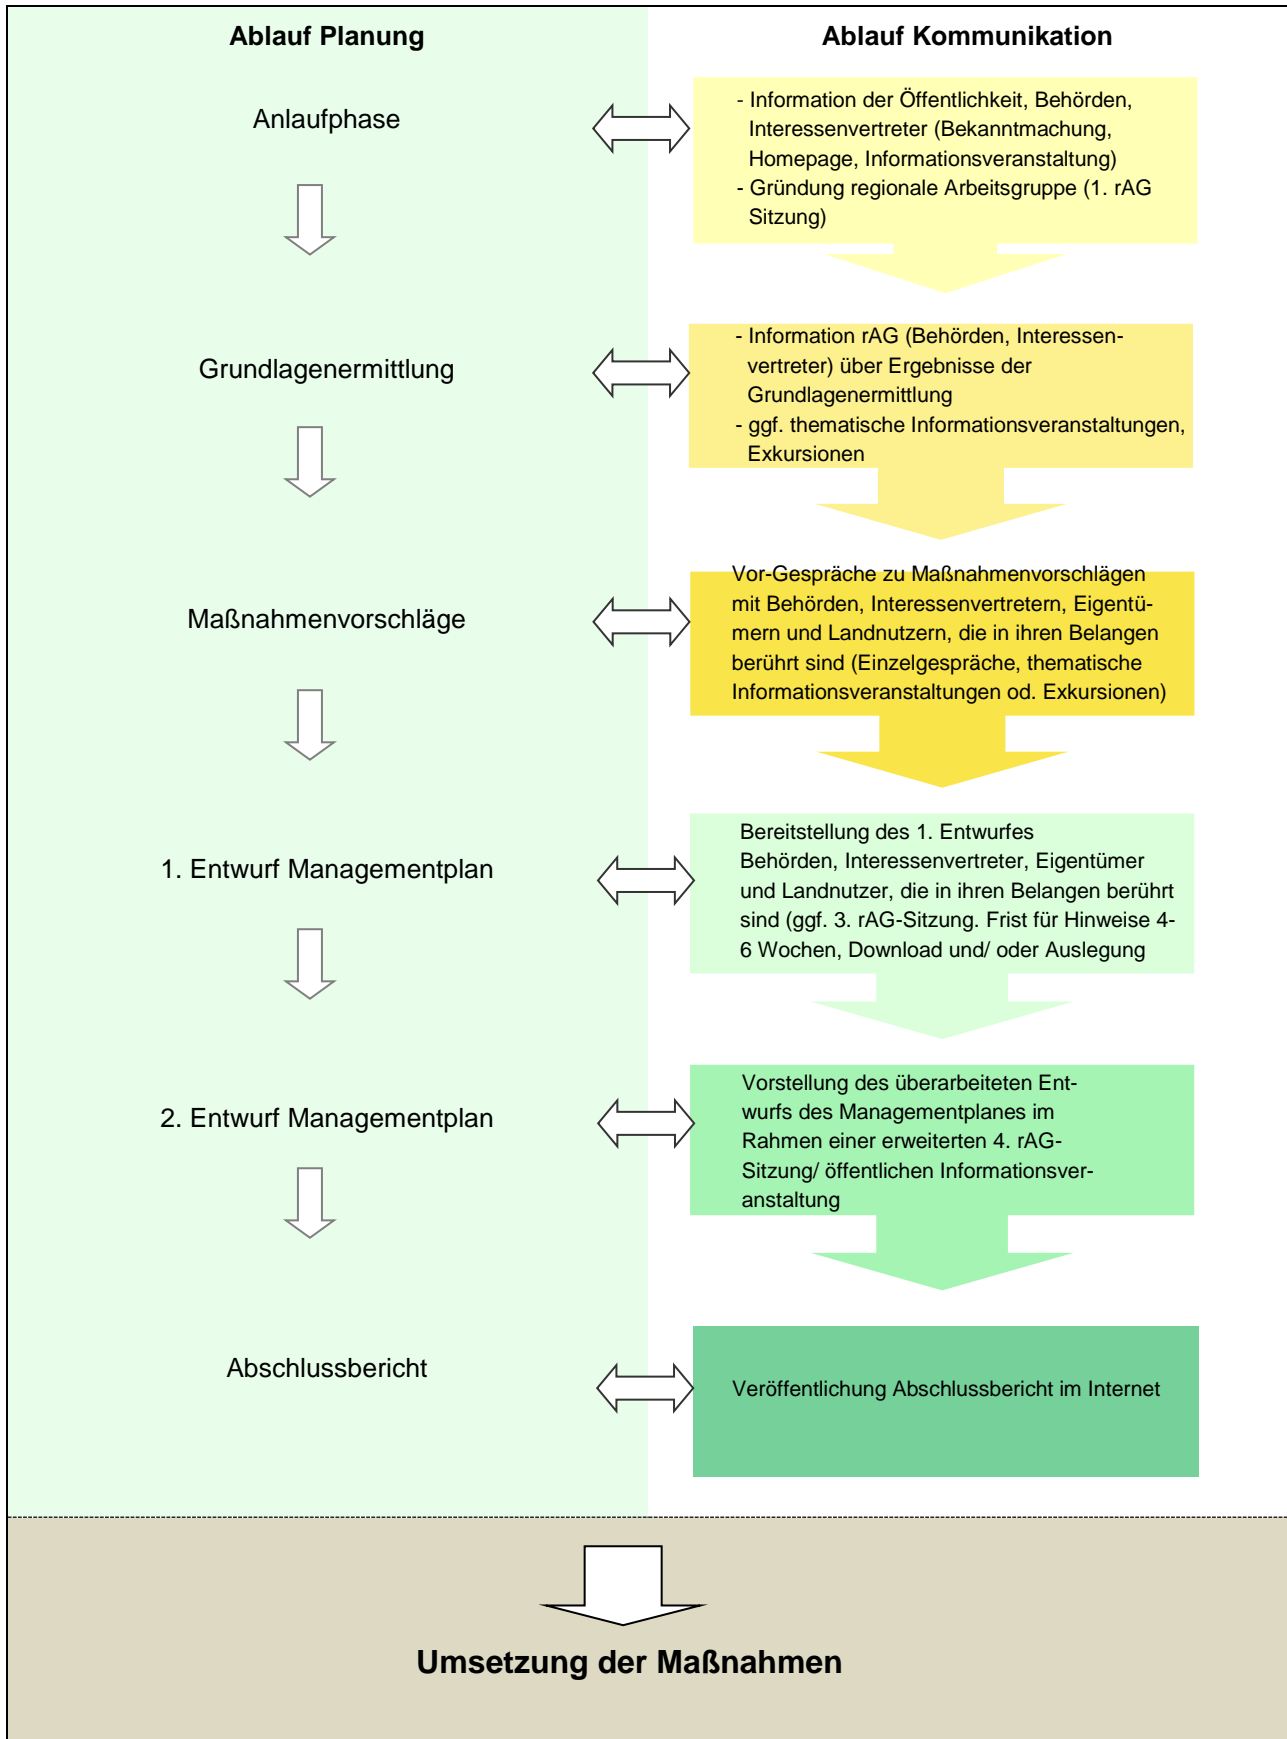 Ablauf Planung
Ablauf Kommunikation
Anlaufphase
- Information der Öffentlichkeit, Behörden,
Interessenvertreter (Bekanntmachung,
Homepage, Informationsveranstaltung)
- Gründung regionale Arbeitsgruppe (1. rAG
Sitzung)
Grundlagenermittlung
- Information rAG (Behörden, Interessen-
vertreter) über Ergebnisse der
Grundlagenermittlung
- ggf. thematische Informationsveranstaltungen,
Exkursionen
Maßnahmenvorschläge
Vor-Gespräche zu Maßnahmenvorschlägen
mit Behörden, Interessenvertretern, Eigentü-
mern und Landnutzern, die in ihren Belangen
berührt sind (Einzelgespräche, thematische
Informationsveranstaltungen od. Exkursionen)
1. Entwurf Managementplan
Bereitstellung des 1. Entwurfes
Behörden, Interessenvertreter, Eigentümer
und Landnutzer, die in ihren Belangen berührt
sind (ggf. 3. rAG-Sitzung. Frist für Hinweise 4-
6 Wochen, Download und/ oder Auslegung
2. Entwurf Managementplan
Vorstellung des überarbeiteten Ent-
wurfs des Managementplanes im
Rahmen einer erweiterten 4. rAG-
Sitzung/ öffentlichen Informationsver-
anstaltung
Abschlussbericht
Veröffentlichung Abschlussbericht im Internet
Umsetzung der Maßnahmen